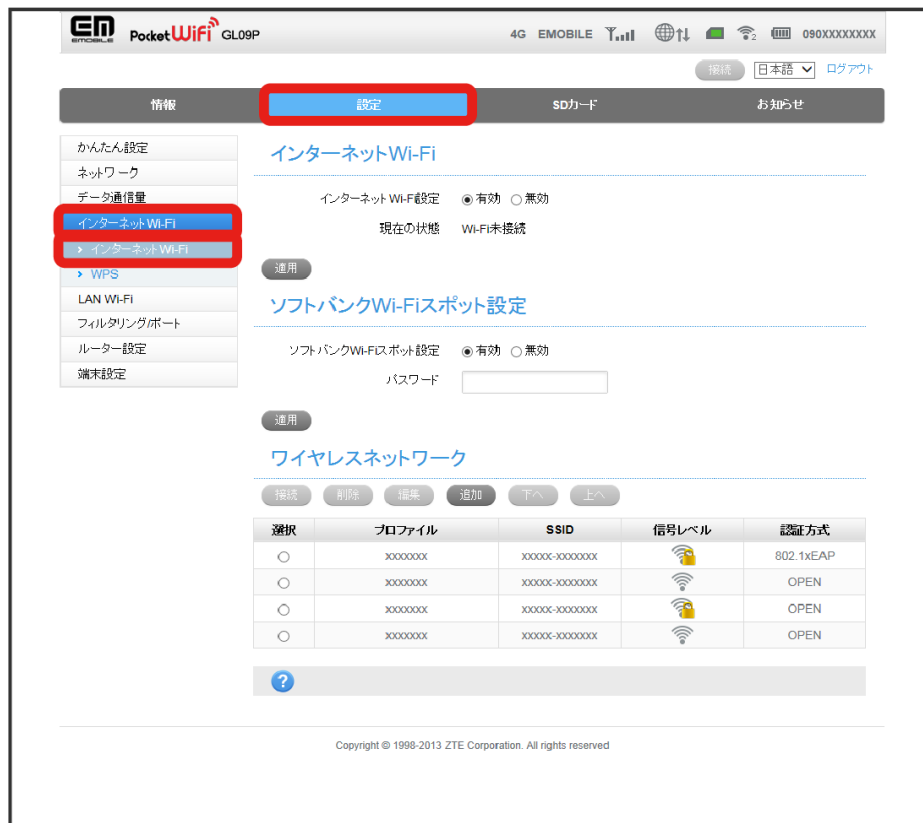 EM EMOBILE Pocket WiFi GL09P 4G EMOBILE 2 090XXXXXXXX
接続 日本語 ログアウト
情報 設定 SDカード お知らせ
かんたん設定
ネットワーク
データ通信量
インターネットWi-Fi
› インターネットWi-Fi
› WPS
LAN Wi-Fi
フィルタリング/ポート
ルーター設定
端末設定
インターネットWi-Fi
インターネットWi-Fi設定 有効 無効
現在の状態 Wi-Fi未接続
適用
ソフトバンクWi-Fiスポット設定
ソフトバンクWi-Fiスポット設定 有効 無効
パスワード
適用
ワイヤレスネットワーク
接続 削除 編集 追加 下へ 上へ
選択 プロファイル SSID 信号レベル 認証方式
xxxxxxx xxxxx-xxxxxxx 802.1xEAP
xxxxxxx xxxxx-xxxxxxx OPEN
xxxxxxx xxxxx-xxxxxxx OPEN
xxxxxxx xxxxx-xxxxxxx OPEN
?
Copyright © 1998-2013 ZTE Corporation. All rights reserved